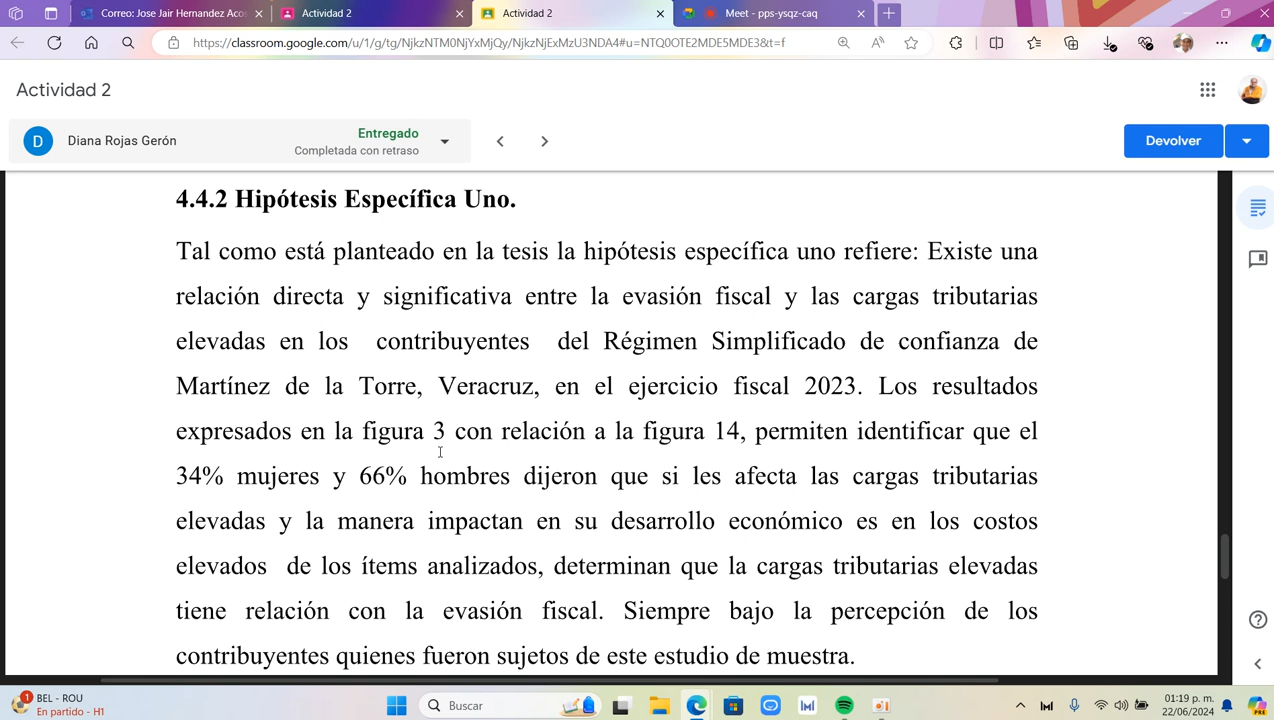 Correo: Jose Jair Hernandez Acos
Actividad 2
Actividad 2
Meet - pps-ysqz-caq
https://classroom.google.com/u/1/g/tg/NjkzNTM0NjYxMjQy/NjkzNjExMzU3NDA4#u=NTQ0OTE2MDE5MDE3&t=f
Actividad 2
D
Diana Rojas Gerón
Entregado
Completada con retraso
Devolver
4.4.2 Hipótesis Específica Uno.
Tal como está planteado en la tesis la hipótesis específica uno refiere: Existe una
relación directa y significativa entre la evasión fiscal y las cargas tributarias
elevadas en los contribuyentes del Régimen Simplificado de confianza de
Martínez de la Torre, Veracruz, en el ejercicio fiscal 2023. Los resultados
expresados en la figura 3 con relación a la figura 14, permiten identificar que el
34% mujeres y 66% hombres dijeron que si les afecta las cargas tributarias
elevadas y la manera impactan en su desarrollo económico es en los costos
elevados de los ítems analizados, determinan que la cargas tributarias elevadas
tiene relación con la evasión fiscal. Siempre bajo la percepción de los
contribuyentes quienes fueron sujetos de este estudio de muestra.
1
BEL - ROU
En partido - H1
Buscar
01:19 p. m.
22/06/2024
PRE